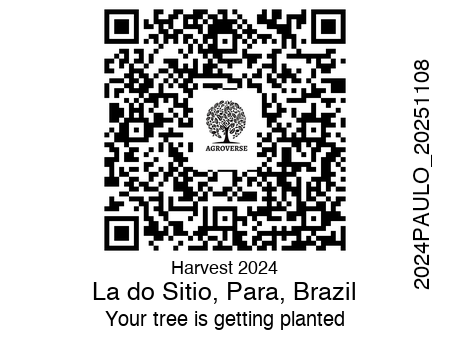 AGROVERSE
Harvest 2024
La do Sitio, Para, Brazil
Your tree is getting planted
2024PAULO_20251108